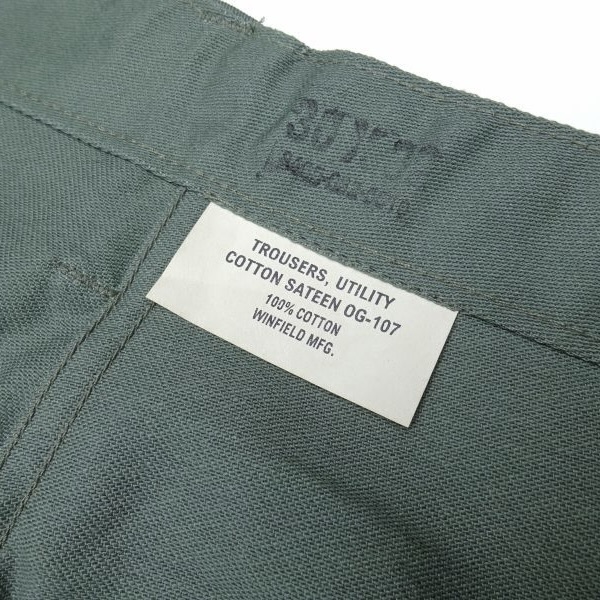 TROUSERS, UTILITY
COTTON SATEEN OG-107
100% COTTON
WINFIELD MFG.